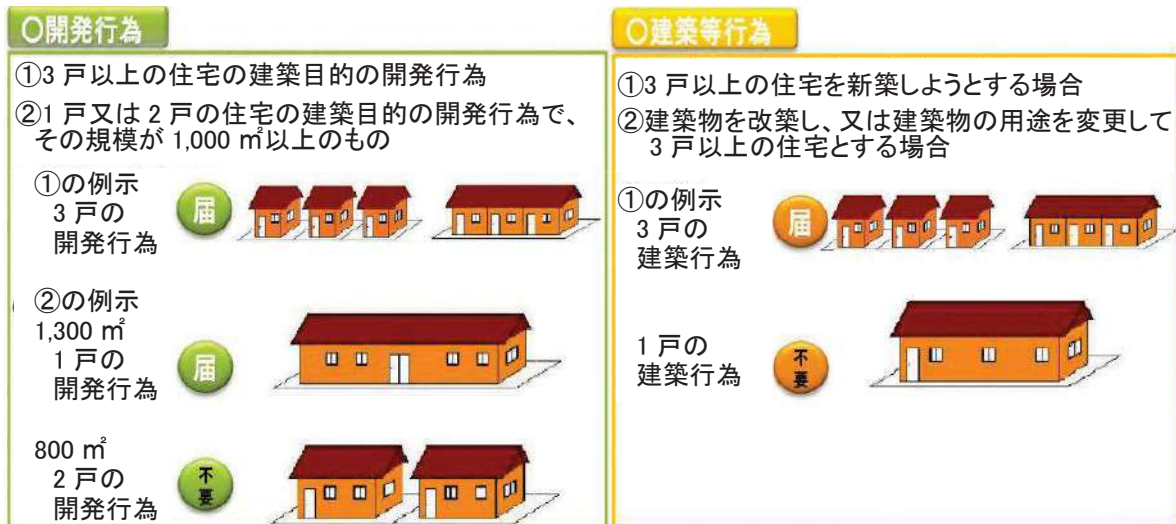 〇開発行為
①3 戸以上の住宅の建築目的の開発行為
②1 戸又は 2 戸の住宅の建築目的の開発行為で、
その規模が 1,000 ㎡以上のもの
①の例示
3 戸の
開発行為
届
②の例示
1,300 ㎡
1 戸の
開発行為
届
800 ㎡
2 戸の
開発行為
不要
〇建築等行為
①3 戸以上の住宅を新築しようとする場合
②建築物を改築し、又は建築物の用途を変更して
3 戸以上の住宅とする場合
①の例示
3 戸の
建築行為
届
1 戸の
建築行為
不要